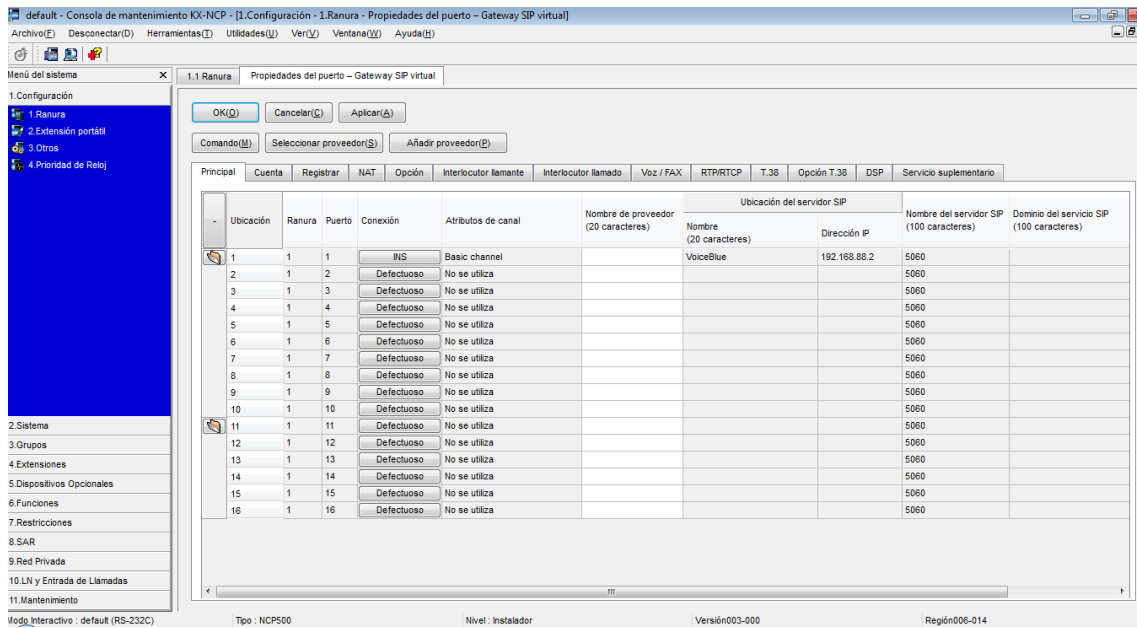 default - Consola de mantenimiento KX-NCP - [1.Configuración - 1.Ranura - Propiedades del puerto – Gateway SIP virtual]
Archivo(F) Desconectar(D) Herramientas(T) Utilidades(U) Ver(V) Ventana(W) Ayuda(H)
Menú del sistema x
1.Configuración
1.Ranura
2.Extensión portátil
3.Otros
4.Prioridad de Reloj
2.Sistema
3.Grupos
4.Extensiones
5.Dispositivos Opcionales
6.Funciones
7.Restricciones
8.SAR
9.Red Privada
10.LN y Entrada de Llamadas
11.Mantenimiento
1.1 Ranura Propiedades del puerto – Gateway SIP virtual
OK(O) Cancelar(C) Aplicar(A)
Comando(M) Seleccionar proveedor(S) Añadir proveedor(P)
Principal Cuenta Registrar NAT Opción Interlocutor llamante Interlocutor llamado Voz / FAX RTP/RTCP T.38 Opción T.38 DSP Servicio suplementario
Ubicación del servidor SIP
- Ubicación Ranura Puerto Conexión Atributos de canal Nombre de proveedor (20 caracteres) Nombre (20 caracteres) Dirección IP Nombre del servidor SIP (100 caracteres) Dominio del servicio SIP (100 caracteres)
1 1 1 INS Basic channel VoiceBlue 192.168.88.2 5060
2 1 2 Defectuoso No se utiliza 5060
3 1 3 Defectuoso No se utiliza 5060
4 1 4 Defectuoso No se utiliza 5060
5 1 5 Defectuoso No se utiliza 5060
6 1 6 Defectuoso No se utiliza 5060
7 1 7 Defectuoso No se utiliza 5060
8 1 8 Defectuoso No se utiliza 5060
9 1 9 Defectuoso No se utiliza 5060
10 1 10 Defectuoso No se utiliza 5060
11 1 11 Defectuoso No se utiliza 5060
12 1 12 Defectuoso No se utiliza 5060
13 1 13 Defectuoso No se utiliza 5060
14 1 14 Defectuoso No se utiliza 5060
15 1 15 Defectuoso No se utiliza 5060
16 1 16 Defectuoso No se utiliza 5060
Modo Interactivo : default (RS-232C) Tipo : NCP500 Nivel : Instalador Versión003-000 Región006-014